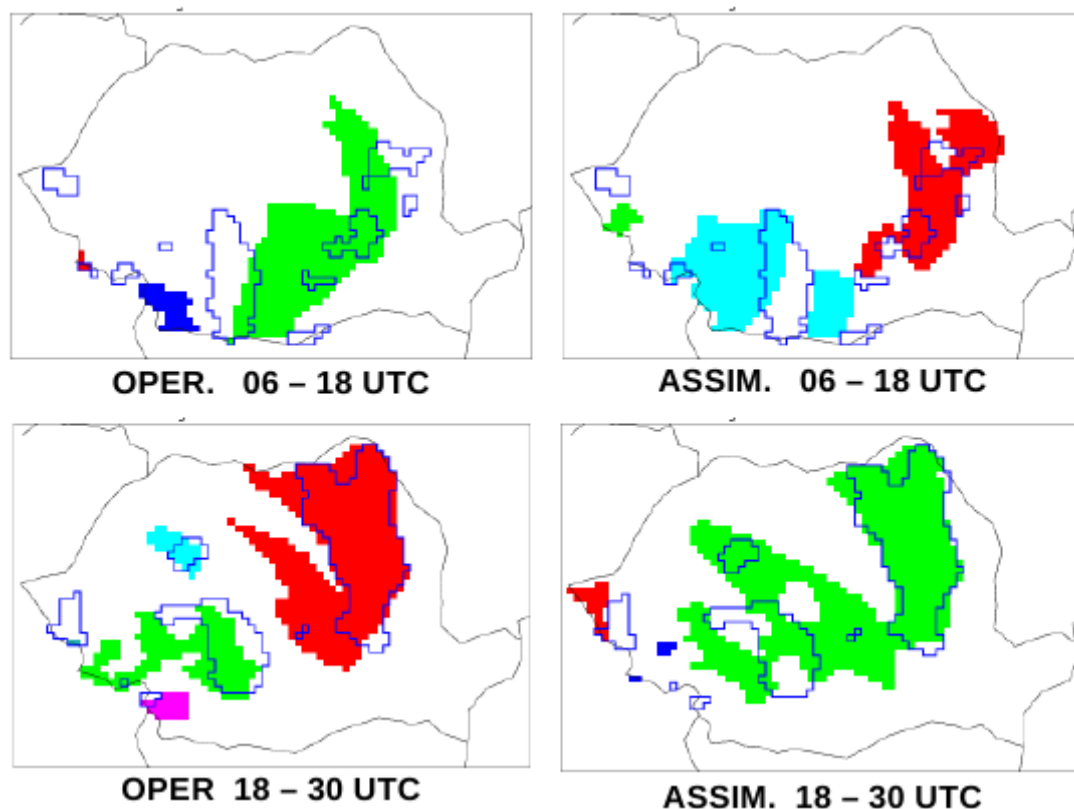 OPER. 06 – 18 UTC
ASSIM. 06 – 18 UTC
OPER 18 – 30 UTC
ASSIM. 18 – 30 UTC